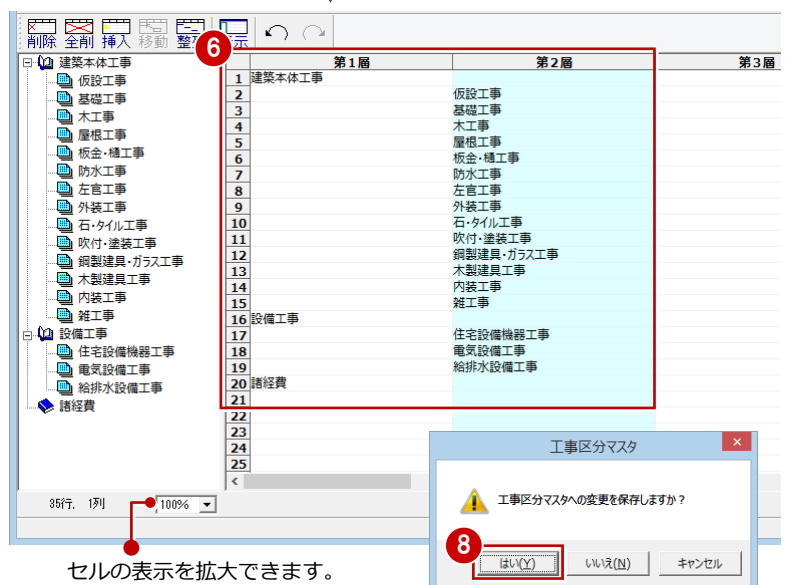 削除 全削 挿入 移動 整列 表示
6
建築本体工事
仮設工事
基礎工事
木工事
屋根工事
板金・樋工事
防水工事
左官工事
外装工事
石・タイル工事
吹付・塗装工事
鋼製建具・ガラス工事
木製建具工事
内装工事
雑工事
設備工事
住宅設備機器工事
電気設備工事
給排水設備工事
諸経費
第1層 第2層 第3層
1 建築本体工事
2 仮設工事
3 基礎工事
4 木工事
5 屋根工事
6 板金・樋工事
7 防水工事
8 左官工事
9 外装工事
10 石・タイル工事
11 吹付・塗装工事
12 鋼製建具・ガラス工事
13 木製建具工事
14 内装工事
15 雑工事
16 設備工事
17 住宅設備機器工事
18 電気設備工事
19 給排水設備工事
20 諸経費
21
22
23
24
25
35行, 1列 100%
工事区分マスタ
工事区分マスタへの変更を保存しますか？
8
はい(Y) いいえ(N) キャンセル
セルの表示を拡大できます。